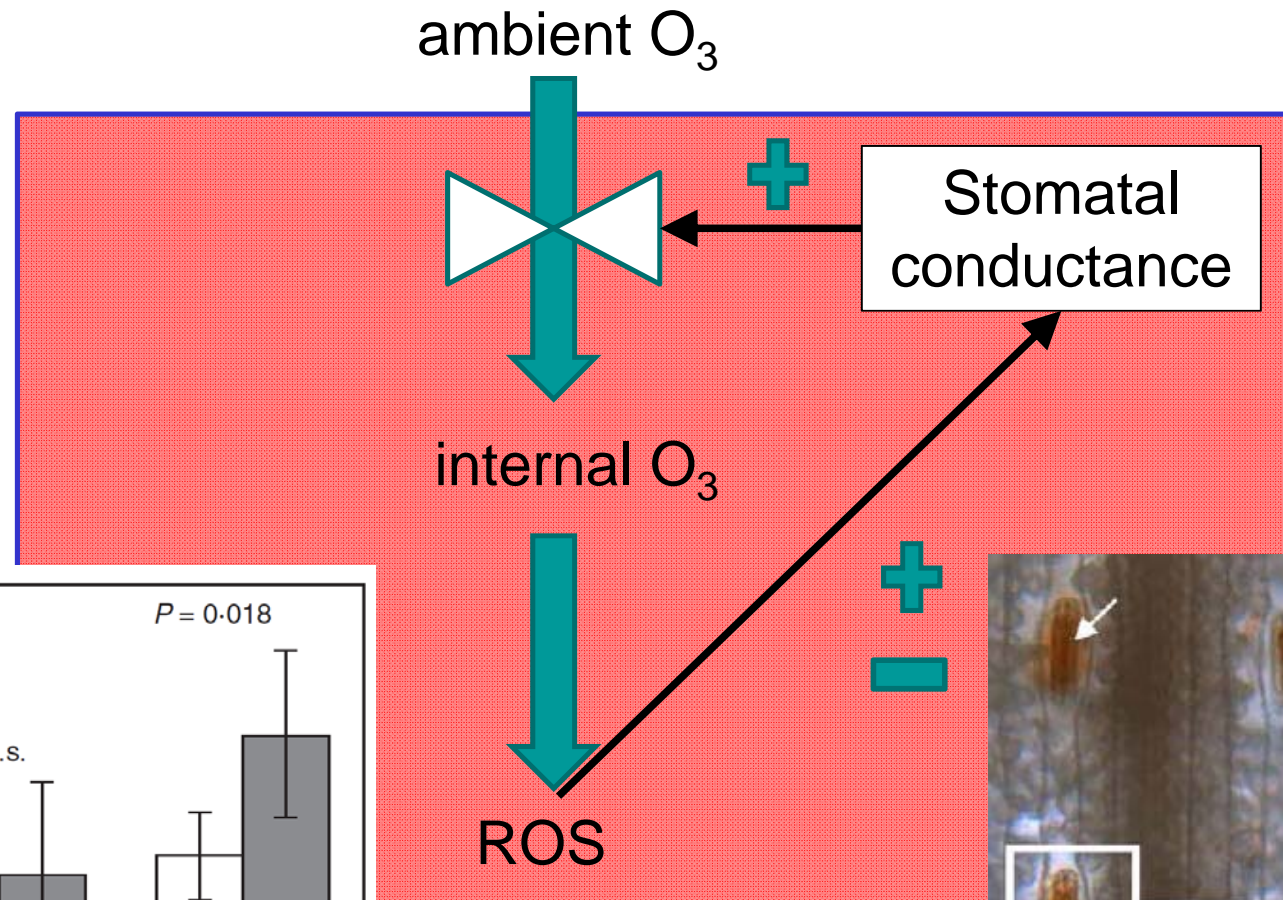 ambient O₃
Stomatal
conductance
internal O₃
P = 0·018
ROS